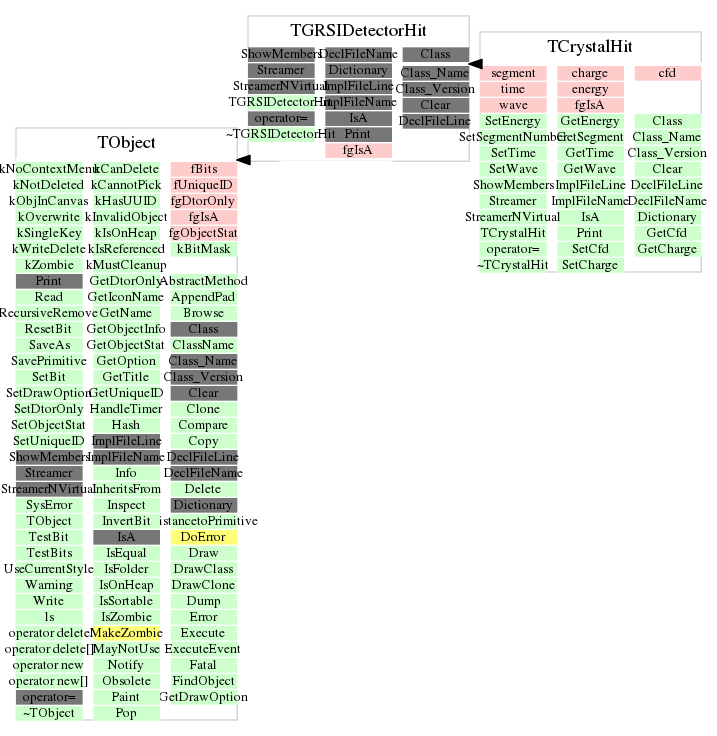 TGRSIDetectorHit
ShowMembers DeclFileName Class
Streamer Dictionary Class_Name
StreamerNVirtual ImplFileLine Class_Version
TGRSIDetectorHit ImplFileName Clear
operator= IsA DeclFileLine
~TGRSIDetectorHit Print
fgIsA
TCrystalHit
segment charge cfd
time energy
wave fgIsA
SetEnergy GetEnergy Class
SetSegmentNumber GetSegment Class_Name
SetTime GetTime Class_Version
SetWave GetWave Clear
ShowMembers ImplFileLine DeclFileLine
Streamer ImplFileName DeclFileName
StreamerNVirtual IsA Dictionary
TCrystalHit Print GetCfd
operator= SetCfd GetCharge
~TCrystalHit SetCharge
TObject
kNoContextMenu kCanDelete fBits
kNotDeleted kCannotPick fUniqueID
kObjInCanvas kHasUUID fgDtorOnly
kOverwrite kInvalidObject fgIsA
kSingleKey kIsOnHeap fgObjectStat
kWriteDelete kIsReferenced kBitMask
kZombie kMustCleanup
Print GetDtorOnly AbstractMethod
Read GetIconName AppendPad
RecursiveRemove GetName Browse
ResetBit GetObjectInfo Class
SaveAs GetObjectStat ClassName
SavePrimitive GetOption Class_Name
SetBit GetTitle Class_Version
SetDrawOption GetUniqueID Clear
SetDtorOnly HandleTimer Clone
SetObjectStat Hash Compare
SetUniqueID ImplFileLine Copy
ShowMembers ImplFileName DeclFileLine
Streamer Info DeclFileName
StreamerNVirtual InheritsFrom Delete
SysError Inspect Dictionary
TObject InvertBit istancetoPrimitive
TestBit IsA DoError
TestBits IsEqual Draw
UseCurrentStyle IsFolder DrawClass
Warning IsOnHeap DrawClone
Write IsSortable Dump
ls IsZombie Error
operator delete MakeZombie Execute
operator delete[] MayNotUse ExecuteEvent
operator new Notify Fatal
operator new[] Obsolete FindObject
operator= Paint GetDrawOption
~TObject Pop